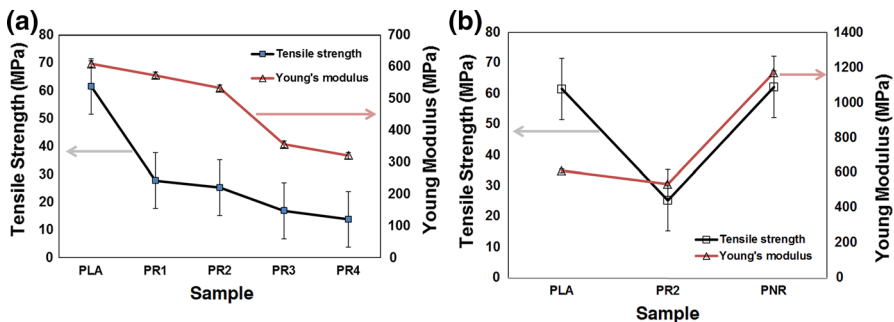 (a)
Tensile Strength (MPa)
80
70
60
50
40
30
20
10
0
Tensile strength
Young's modulus
700
600
500
400
300
200
100
0
Young Modulus (MPa)
PLA PR1 PR2 PR3 PR4
Sample
(b)
Tensile Strength (MPa)
80
70
60
50
40
30
20
10
0
Tensile strength
Young's modulus
1400
1200
1000
800
600
400
200
0
Young Modulus (MPa)
PLA PR2 PNR
Sample